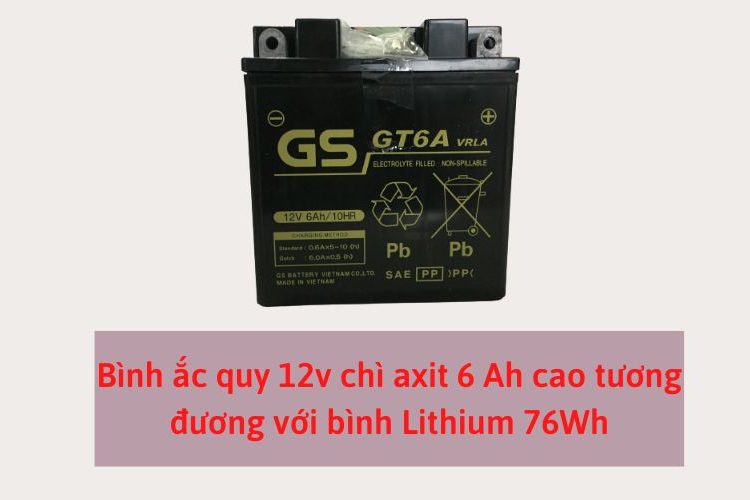 GS
GT6A VRLA
ELECTROLYTE FILLED NON-SPILLABLE
12V 6Ah/10HR
CHARGING METHOD
Standard : 0.6A×5~10 (h)
Quick : 6.0A×0.5 (h)
GS BATTERY VIETNAM CO.,LTD.
MADE IN VIETNAM
Pb Pb
SAE PP )PP(
Bình ắc quy 12v chì axit 6 Ah cao tương
đương với bình Lithium 76Wh